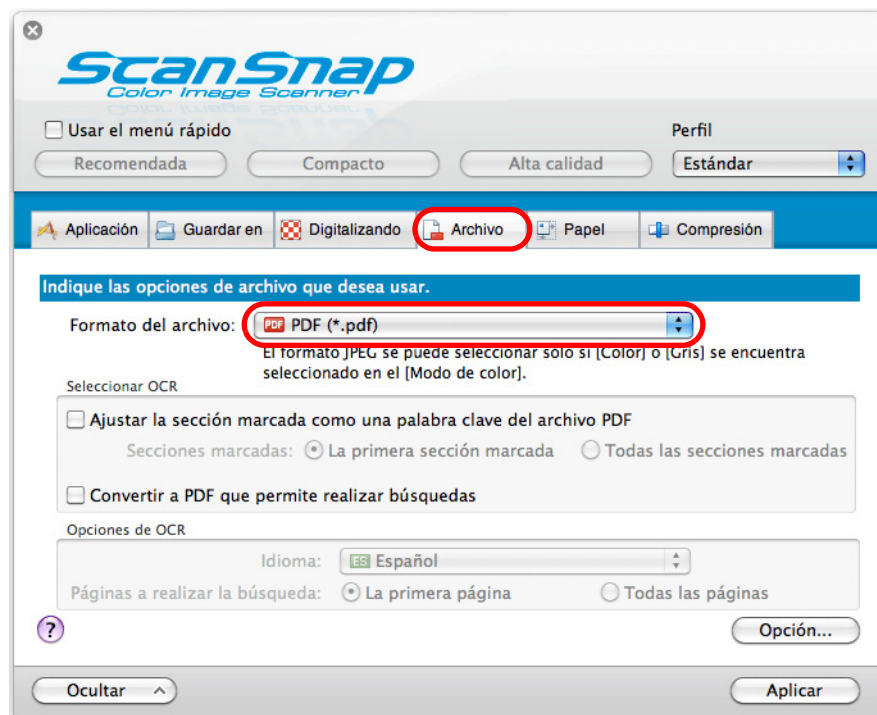 ScanSnap
Color Image Scanner
Usar el menú rápido
Perfil
Recomendada Compacto Alta calidad Estándar
Aplicación Guardar en Digitalizando Archivo Papel Compresión
Indique las opciones de archivo que desea usar.
Formato del archivo: PDF PDF (*.pdf)
El formato JPEG se puede seleccionar solo si [Color] o [Gris] se encuentra
seleccionado en el [Modo de color].
Seleccionar OCR
Ajustar la sección marcada como una palabra clave del archivo PDF
Secciones marcadas: La primera sección marcada Todas las secciones marcadas
Convertir a PDF que permite realizar búsquedas
Opciones de OCR
Idioma: ES Español
Páginas a realizar la búsqueda: La primera página Todas las páginas
? Opción...
Ocultar Aplicar